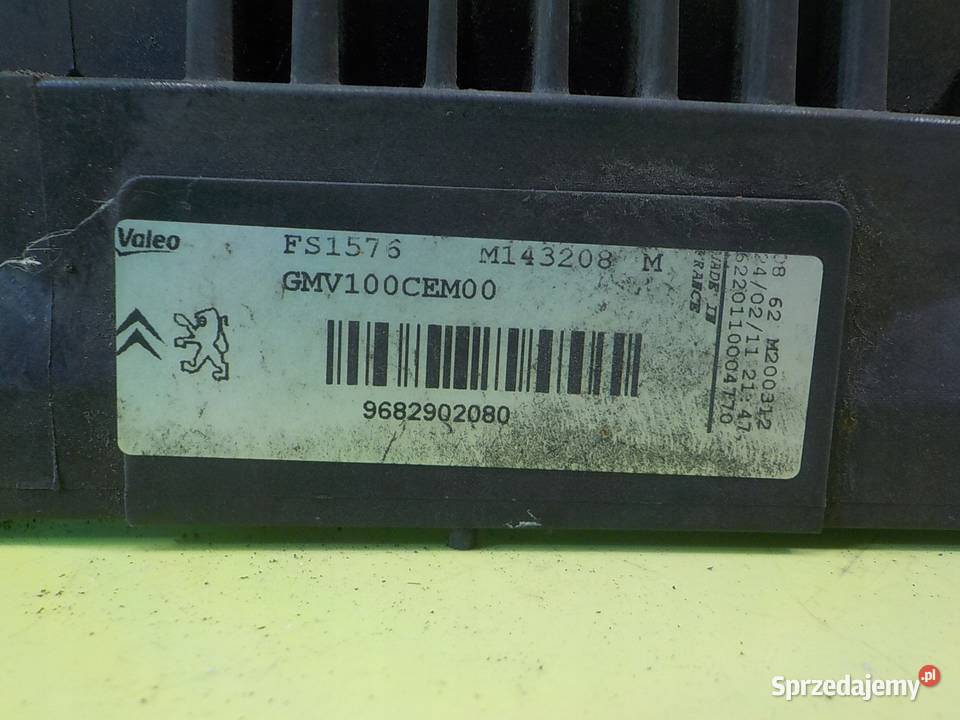 Valeo
FS1576 M143208 M
GMV100CEM00
9682902080
MADE IN
FRANCE
08 62 M200312
24/02/11 21:47,
Sprzedajemy.pl